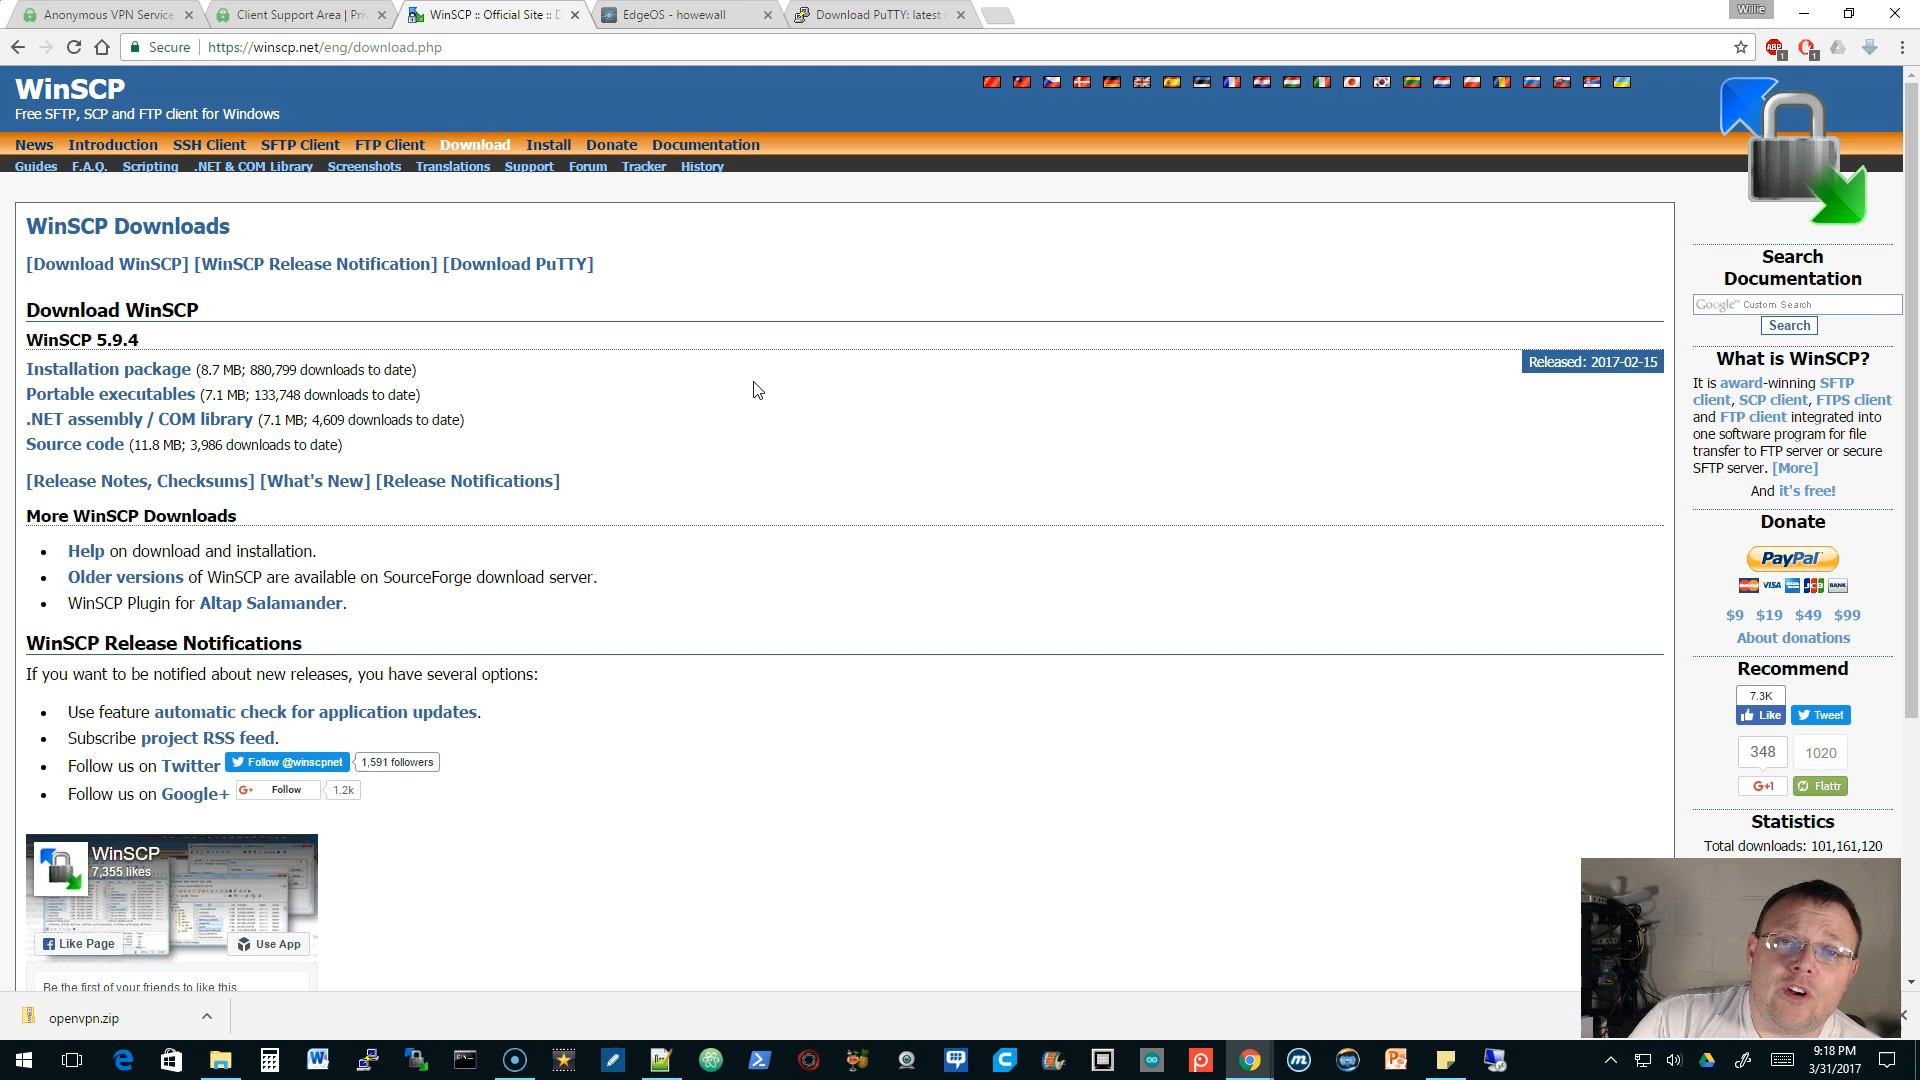 Anonymous VPN Service
Client Support Area | Pri
WinSCP :: Official Site :: D
EdgeOS - howewall
Download PuTTY: latest
Willie
Secure
https://winscp.net/eng/download.php
WinSCP
Free SFTP, SCP and FTP client for Windows
News Introduction SSH Client SFTP Client FTP Client Download Install Donate Documentation
Guides F.A.Q. Scripting .NET & COM Library Screenshots Translations Support Forum Tracker History
WinSCP Downloads
[Download WinSCP] [WinSCP Release Notification] [Download PuTTY]
Download WinSCP
WinSCP 5.9.4
Released: 2017-02-15
Installation package (8.7 MB; 880,799 downloads to date)
Portable executables (7.1 MB; 133,748 downloads to date)
.NET assembly / COM library (7.1 MB; 4,609 downloads to date)
Source code (11.8 MB; 3,986 downloads to date)
[Release Notes, Checksums] [What's New] [Release Notifications]
More WinSCP Downloads
Help on download and installation.
Older versions of WinSCP are available on SourceForge download server.
WinSCP Plugin for Altap Salamander.
WinSCP Release Notifications
If you want to be notified about new releases, you have several options:
Use feature automatic check for application updates.
Subscribe project RSS feed.
Follow us on Twitter Follow @winscpnet 1,591 followers
Follow us on Google+ G+ Follow 1.2k
WinSCP
7,355 likes
Like Page
Use App
Be the first of your friends to like this
Search
Documentation
Google™ Custom Search
Search
What is WinSCP?
It is award-winning SFTP
client, SCP client, FTPS client
and FTP client integrated into
one software program for file
transfer to FTP server or secure
SFTP server. [More]
And it's free!
Donate
PayPal
VISA
JCB
BANK
$9 $19 $49 $99
About donations
Recommend
7.3K
Like
Tweet
348
1020
G+1
Flattr
Statistics
Total downloads: 101,161,120
openvpn.zip
9:18 PM
3/31/2017